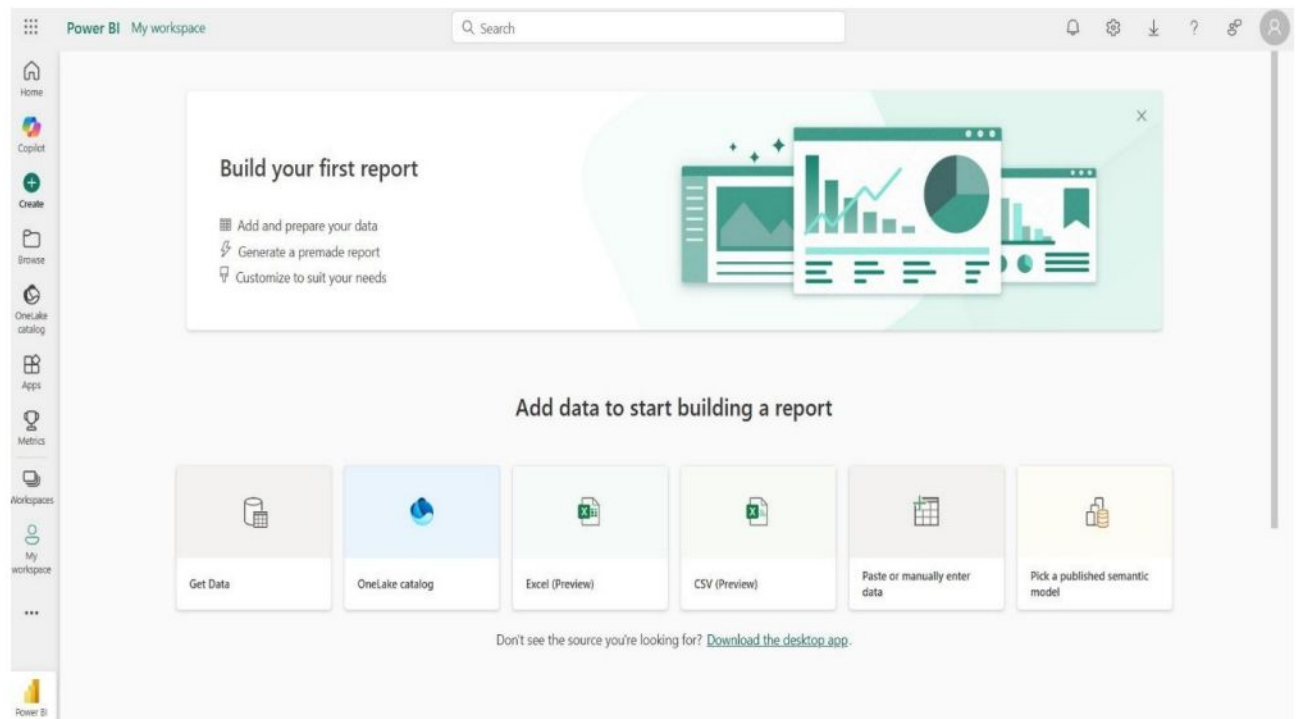 Power BI My workspace
Search
?
Home
Copilot
Create
Browse
OneLake
catalog
Apps
Metrics
Workspaces
My
workspace
Power BI
Build your first report
Add and prepare your data
Generate a premade report
Customize to suit your needs
Add data to start building a report
Get Data
OneLake catalog
Excel (Preview)
CSV (Preview)
Paste or manually enter
data
Pick a published semantic
model
Don't see the source you're looking for? Download the desktop app.